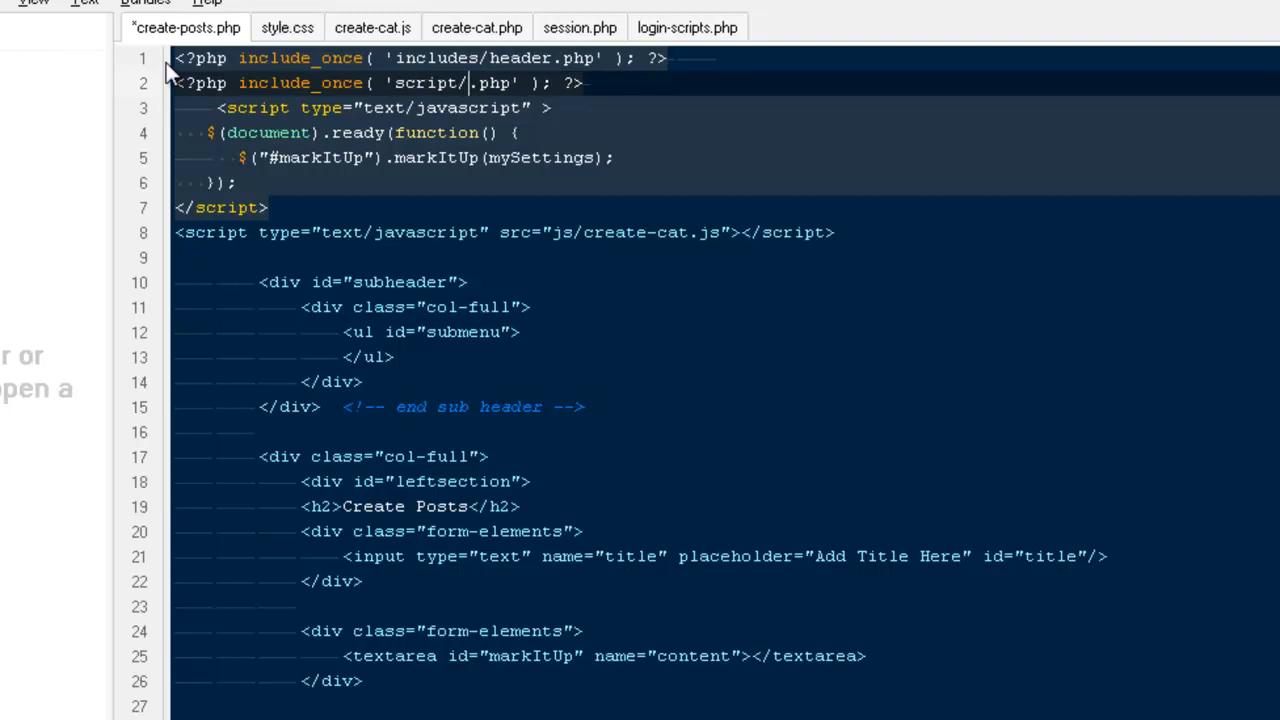 View Text Bundles Help
*create-posts.php style.css create-cat.js create-cat.php session.php login-scripts.php
1 <?php include_once( 'includes/header.php' ); ?>
2 <?php include_once( 'script/.php' ); ?>
3 <script type="text/javascript" >
4 $(document).ready(function() {
5 $("#markItUp").markItUp(mySettings);
6 });
7 </script>
8 <script type="text/javascript" src="js/create-cat.js"></script>
9
10 <div id="subheader">
11 <div class="col-full">
12 <ul id="submenu">
13 </ul>
14 </div>
15 </div> <!-- end sub header -->
16
17 <div class="col-full">
18 <div id="leftsection">
19 <h2>Create Posts</h2>
20 <div class="form-elements">
21 <input type="text" name="title" placeholder="Add Title Here" id="title"/>
22 </div>
23
24 <div class="form-elements">
25 <textarea id="markItUp" name="content"></textarea>
26 </div>
27
r or
open a